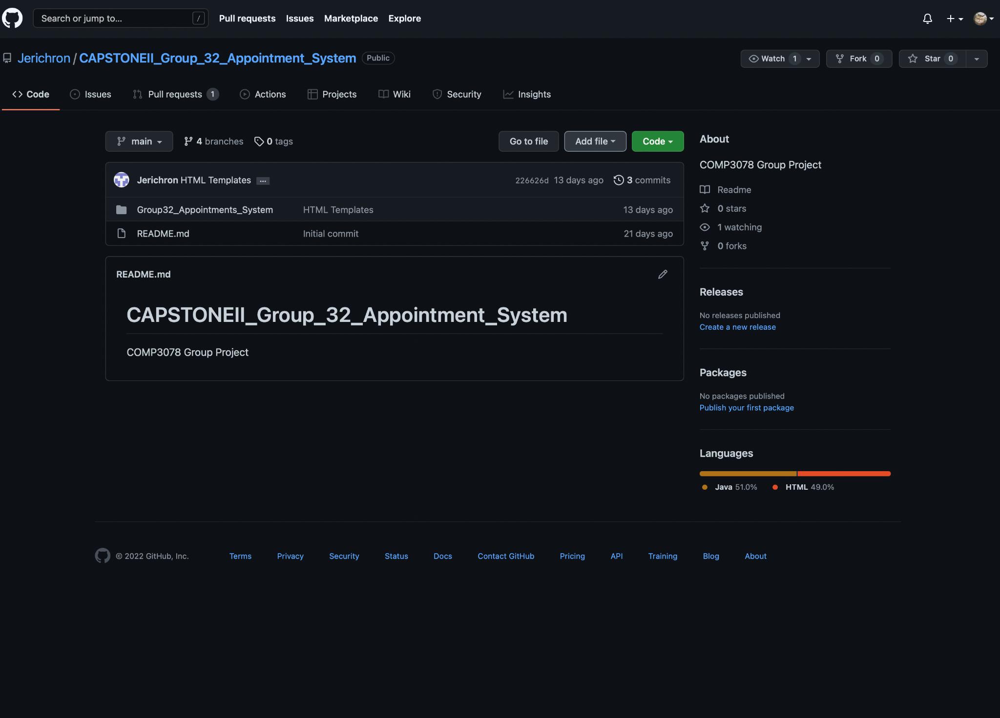 Search or jump to... /
Pull requests Issues Marketplace Explore
Jerichron / CAPSTONEII_Group_32_Appointment_System Public
Watch 1 Fork 0 Star 0
Code Issues Pull requests 1 Actions Projects Wiki Security Insights
main 4 branches 0 tags Go to file Add file Code
Jerichron HTML Templates ... 226626d 13 days ago 3 commits
Group32_Appointments_System HTML Templates 13 days ago
README.md Initial commit 21 days ago
README.md
CAPSTONEII_Group_32_Appointment_System
COMP3078 Group Project
About
COMP3078 Group Project
Readme
0 stars
1 watching
0 forks
Releases
No releases published
Create a new release
Packages
No packages published
Publish your first package
Languages
Java 51.0% HTML 49.0%
© 2022 GitHub, Inc. Terms Privacy Security Status Docs Contact GitHub Pricing API Training Blog About